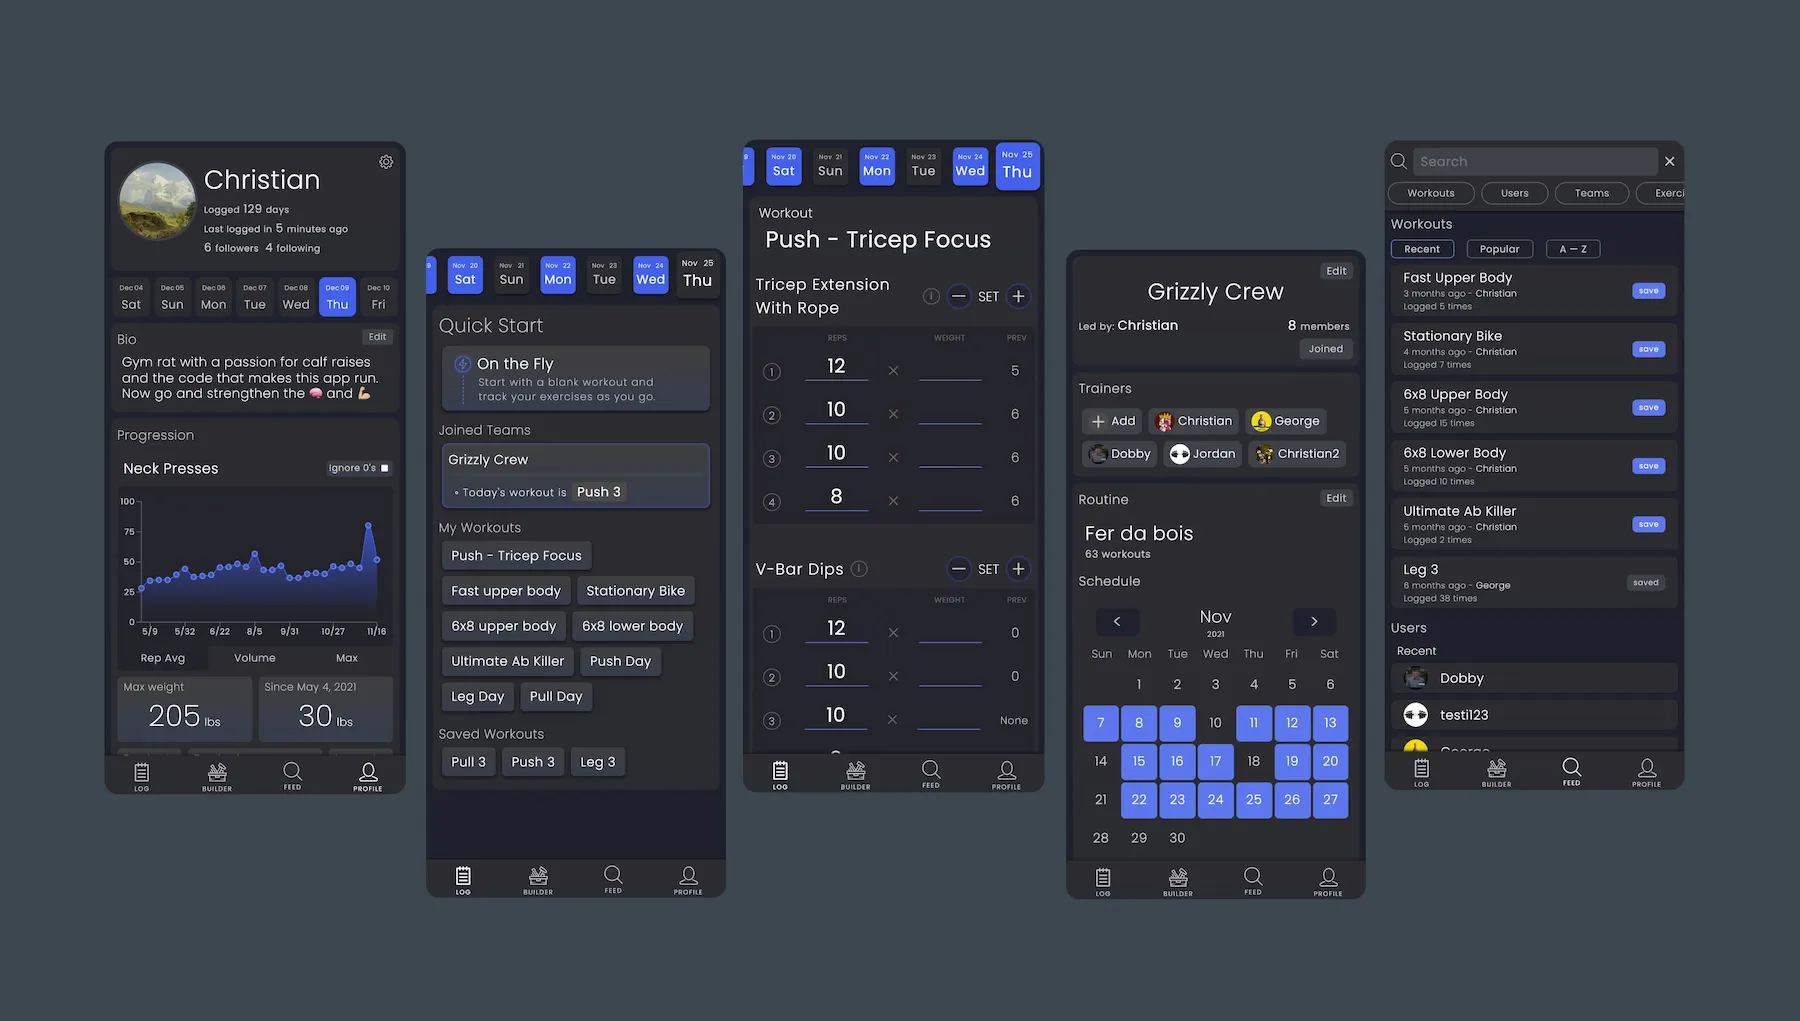 Christian
Logged 129 days
Last logged in 5 minutes ago
6 followers 4 following
Dec 04 Dec 05 Dec 06 Dec 07 Dec 08 Dec 09 Dec 10
Sat Sun Mon Tue Wed Thu Fri
Bio
Edit
Gym rat with a passion for calf raises
and the code that makes this app run.
Now go and strengthen the 🧠 and 💪🏼
Progression
Neck Presses
Ignore 0's
100
75
50
25
0
5/9 5/32 6/22 8/5 9/31 10/27 11/16
Rep Avg Volume Max
Max weight
205 lbs
Since May 4, 2021
30 lbs
LOG BUILDER FEED PROFILE
9 Nov 20 Nov 21 Nov 22 Nov 23 Nov 24 Nov 25
Sat Sun Mon Tue Wed Thu
Quick Start
On the Fly
Start with a blank workout and
track your exercises as you go.
Joined Teams
Grizzly Crew
• Today's workout is Push 3
My Workouts
Push - Tricep Focus
Fast upper body Stationary Bike
6x8 upper body 6x8 lower body
Ultimate Ab Killer Push Day
Leg Day Pull Day
Saved Workouts
Pull 3 Push 3 Leg 3
LOG BUILDER FEED PROFILE
9 Nov 20 Nov 21 Nov 22 Nov 23 Nov 24 Nov 25
Sat Sun Mon Tue Wed Thu
Workout
Push - Tricep Focus
Tricep Extension
With Rope
SET
REPS WEIGHT PREV
1 12 × 5
2 10 × 6
3 10 × 6
4 8 × 6
V-Bar Dips
SET
REPS WEIGHT PREV
1 12 × 0
2 10 × 0
3 10 × None
LOG BUILDER FEED PROFILE
Edit
Grizzly Crew
Led by: Christian
8 members
Joined
Trainers
Add Christian George
Dobby Jordan Christian2
Routine
Edit
Fer da bois
63 workouts
Schedule
< Nov >
2021
Sun Mon Tue Wed Thu Fri Sat
1 2 3 4 5 6
7 8 9 10 11 12 13
14 15 16 17 18 19 20
21 22 23 24 25 26 27
28 29 30
LOG BUILDER FEED PROFILE
Search
Workouts Users Teams Exerci
Workouts
Recent Popular A — Z
Fast Upper Body
3 months ago - Christian
Logged 5 times
save
Stationary Bike
4 months ago - Christian
Logged 7 times
save
6x8 Upper Body
5 months ago - Christian
Logged 15 times
save
6x8 Lower Body
5 months ago - Christian
Logged 10 times
save
Ultimate Ab Killer
5 months ago - Christian
Logged 2 times
save
Leg 3
6 months ago - George
Logged 38 times
saved
Users
Recent
Dobby
testi123
George
LOG BUILDER FEED PROFILE